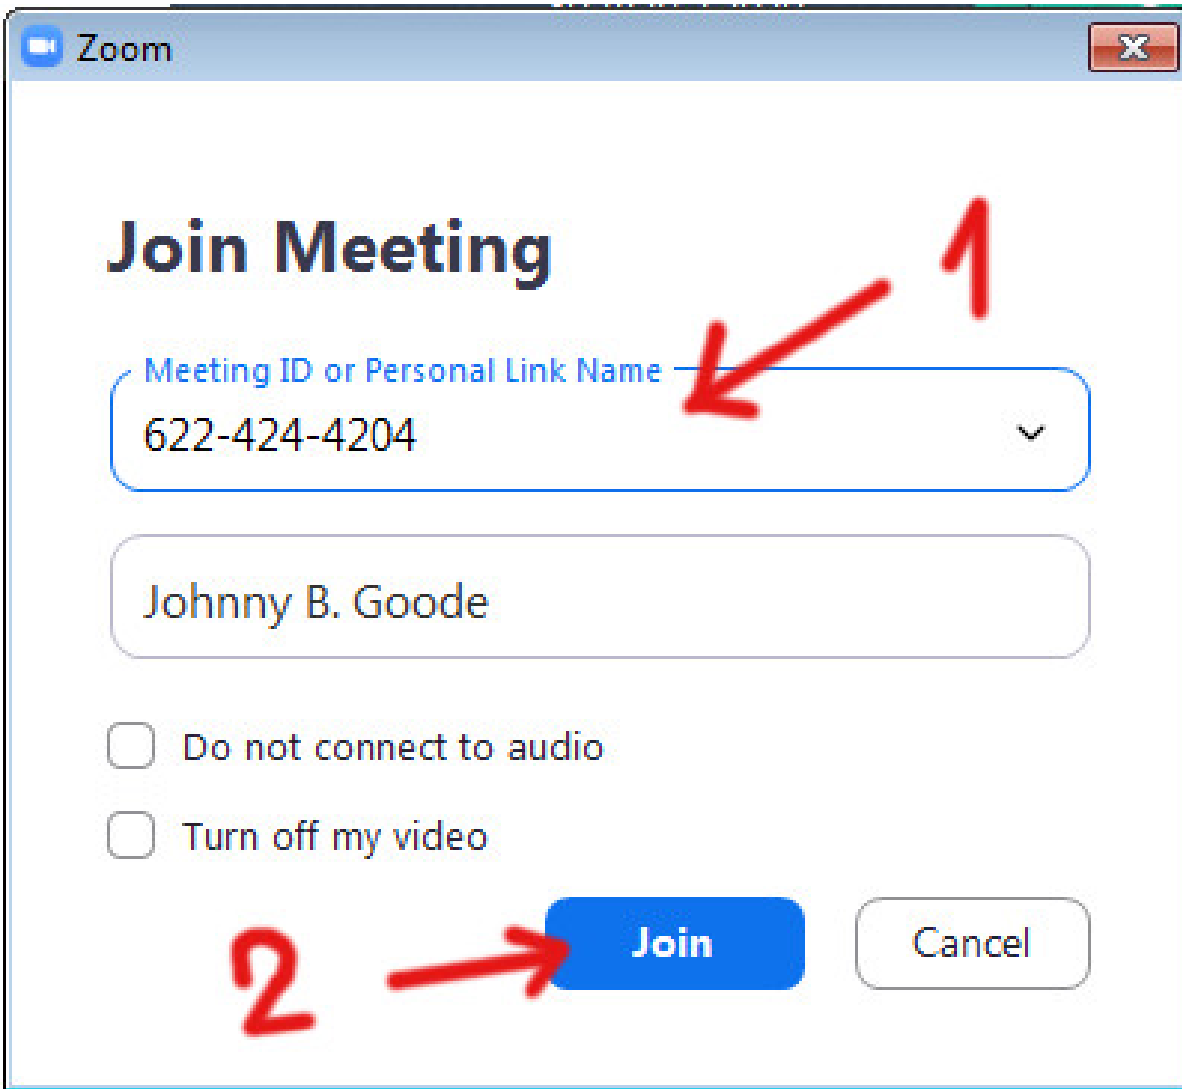 Zoom
Join Meeting
1
Meeting ID or Personal Link Name
622-424-4204
Johnny B. Goode
Do not connect to audio
Turn off my video
2
Join
Cancel